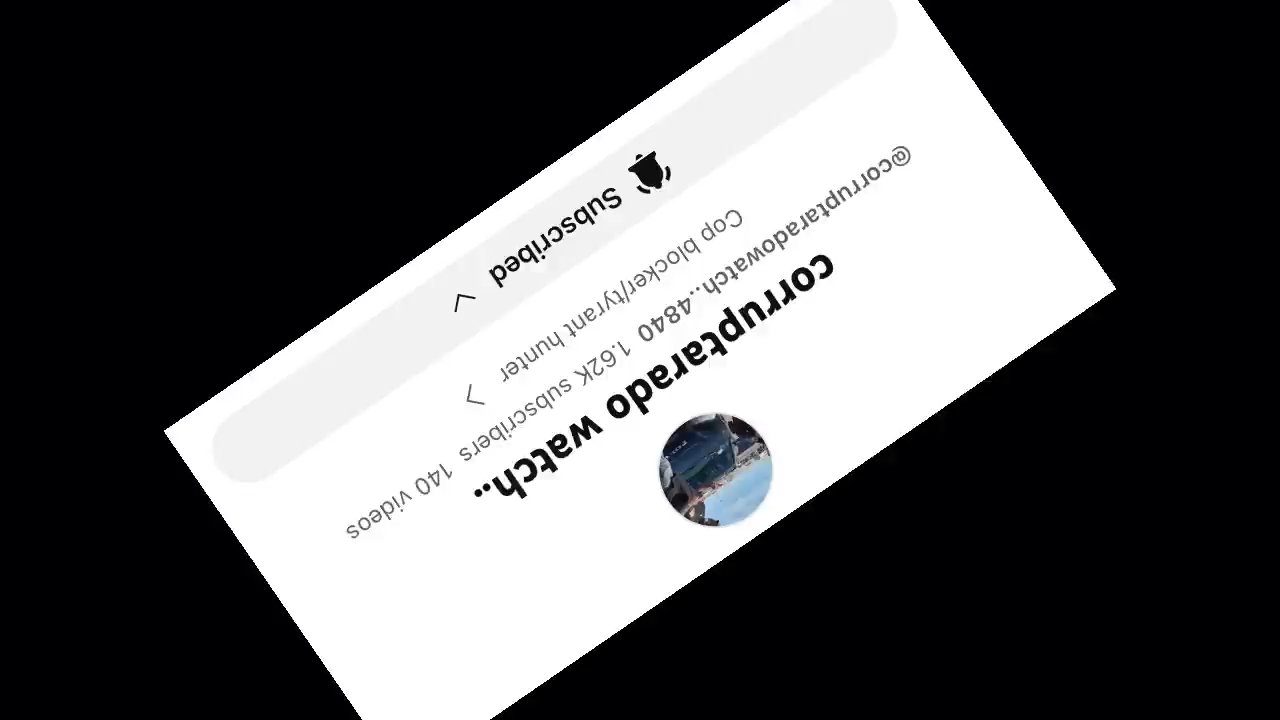 corruptarado watch..
@corruptaradowatch..4840 1.62K subscribers 140 videos
Cop blocker/tyrant hunter
Subscribed